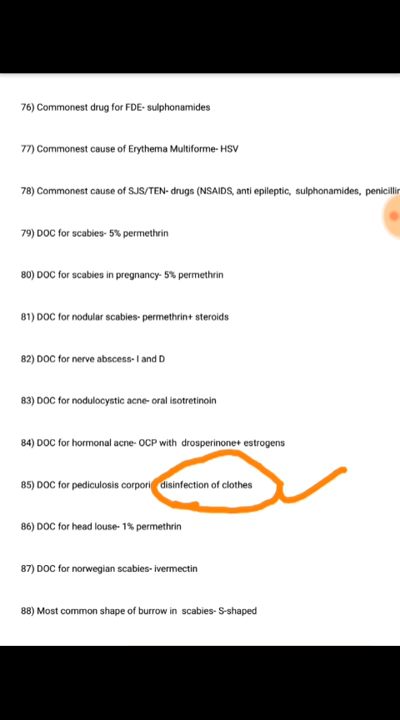 76) Commonest drug for FDE- sulphonamides
77) Commonest cause of Erythema Multiforme- HSV
78) Commonest cause of SJS/TEN- drugs (NSAIDS, anti epileptic, sulphonamides,
79) DOC for scabies- 5% permethrin
80) DOC for scabies in pregnancy- 5% permethrin
81) DOC for nodular scabies- permethrin+ steroids
82) DOC for nerve abscess- I and D
83) DOC for nodulocystic acne- oral isotretinoin
84) DOC for hormonal acne- OCP with drosperinone+ estrogens
85) DOC for pediculosis corpori disinfection of clothes
86) DOC for head louse- 1% permethrin
87) DOC for norwegian scabies- ivermectin
88) Most common shape of burrow in scabies- S-shaped